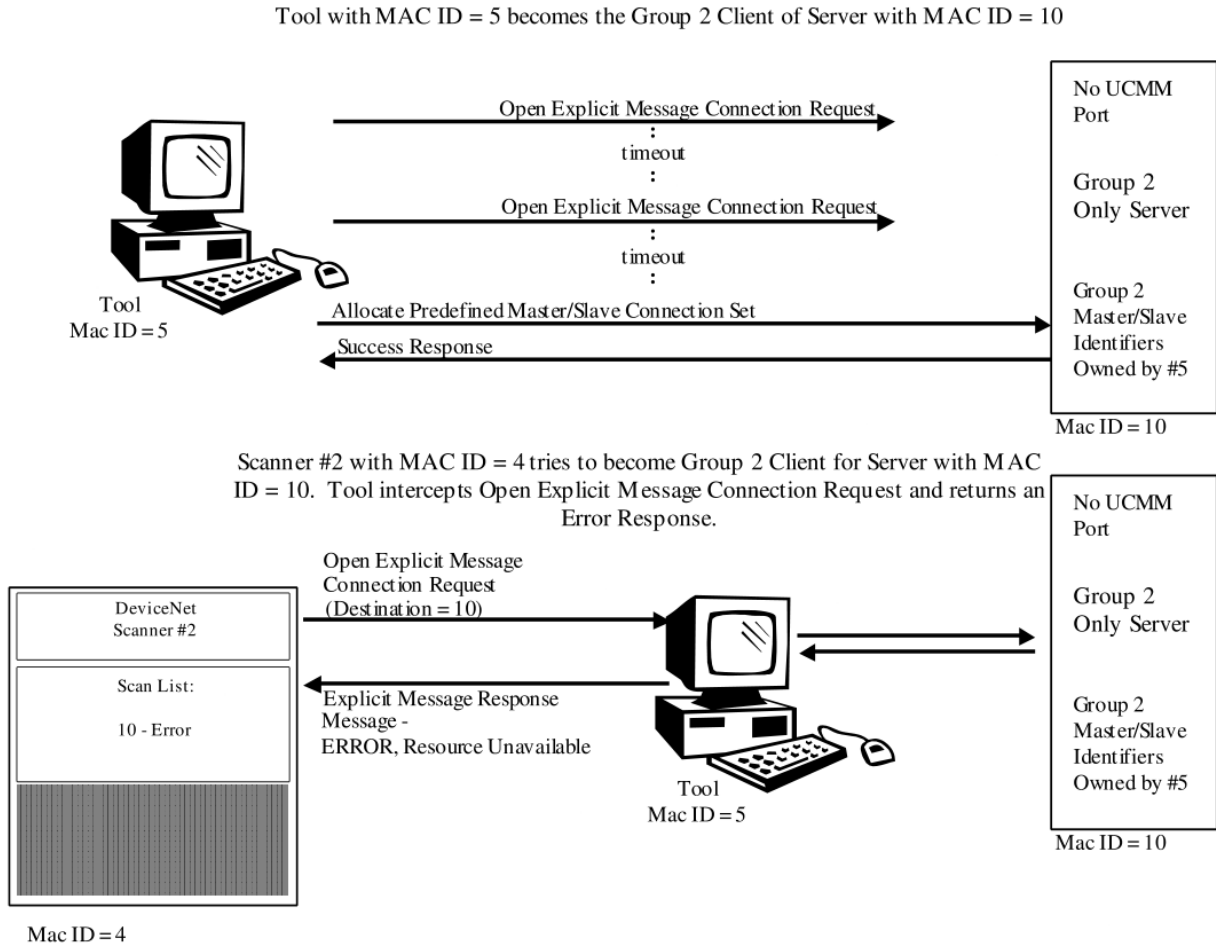 Tool with MAC ID = 5 becomes the Group 2 Client of Server with MAC ID = 10
Open Explicit Message Connection Request
:
timeout
:
Open Explicit Message Connection Request
:
timeout
:
Allocate Predefined Master/Slave Connection Set
Success Response
Tool
Mac ID = 5
No UCMM
Port
Group 2
Only Server
Group 2
Master/Slave
Identifiers
Owned by #5
Mac ID = 10
Scanner #2 with MAC ID = 4 tries to become Group 2 Client for Server with MAC
ID = 10. Tool intercepts Open Explicit Message Connection Request and returns an
Error Response.
DeviceNet
Scanner #2
Scan List:
10 - Error
Mac ID = 4
Open Explicit Message
Connection Request
(Destination = 10)
Explicit Message Response
Message -
ERROR, Resource Unavailable
Tool
Mac ID = 5
No UCMM
Port
Group 2
Only Server
Group 2
Master/Slave
Identifiers
Owned by #5
Mac ID = 10